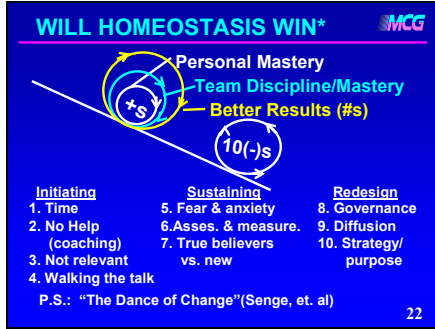 WILL HOMEOSTASIS WIN*
MCG
Personal Mastery
Team Discipline/Mastery
Better Results (#s)
+s
10(-)s
Initiating
1. Time
2. No Help
(coaching)
3. Not relevant
4. Walking the talk
Sustaining
5. Fear & anxiety
6.Asses. & measure.
7. True believers
vs. new
Redesign
8. Governance
9. Diffusion
10. Strategy/
purpose
P.S.: “The Dance of Change”(Senge, et. al)
22